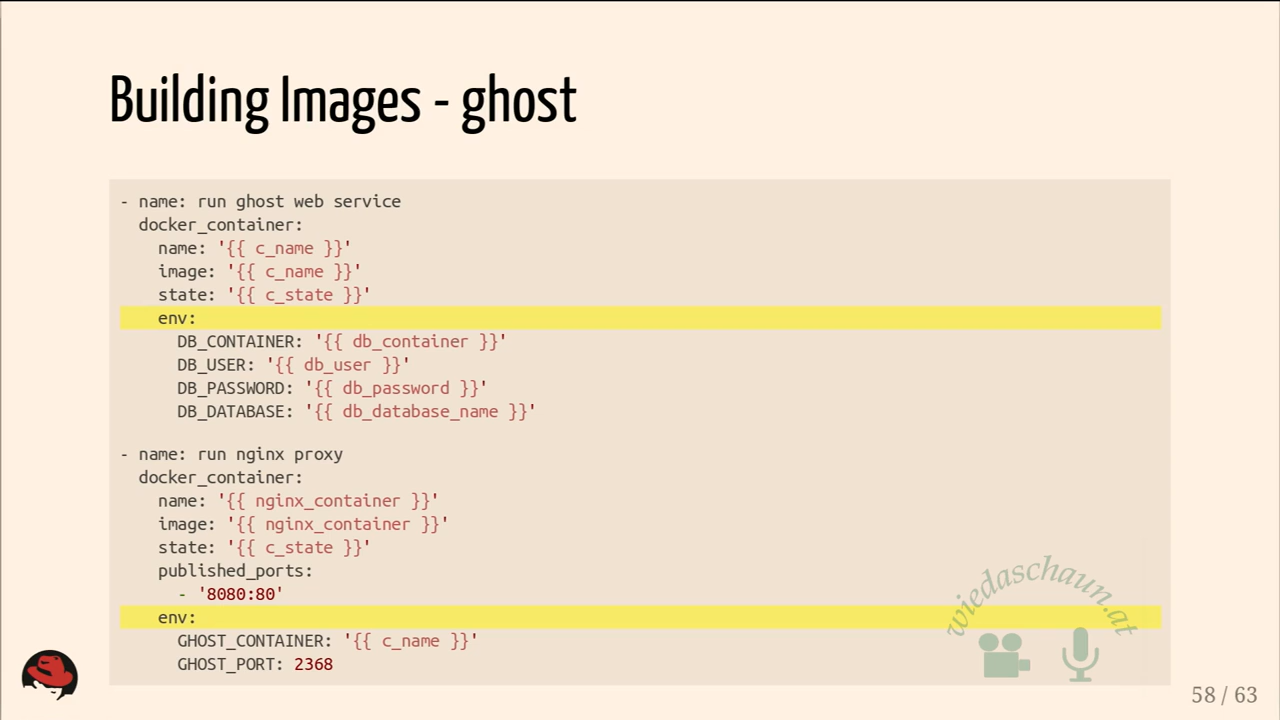 Building Images - ghost
- name: run ghost web service
  docker_container:
    name: '{{ c_name }}'
    image: '{{ c_name }}'
    state: '{{ c_state }}'
    env:
      DB_CONTAINER: '{{ db_container }}'
      DB_USER: '{{ db_user }}'
      DB_PASSWORD: '{{ db_password }}'
      DB_DATABASE: '{{ db_database_name }}'
- name: run nginx proxy
  docker_container:
    name: '{{ nginx_container }}'
    image: '{{ nginx_container }}'
    state: '{{ c_state }}'
    published_ports:
      - '8080:80'
    env:
      GHOST_CONTAINER: '{{ c_name }}'
      GHOST_PORT: 2368
wiedaschaun.at
58 / 63